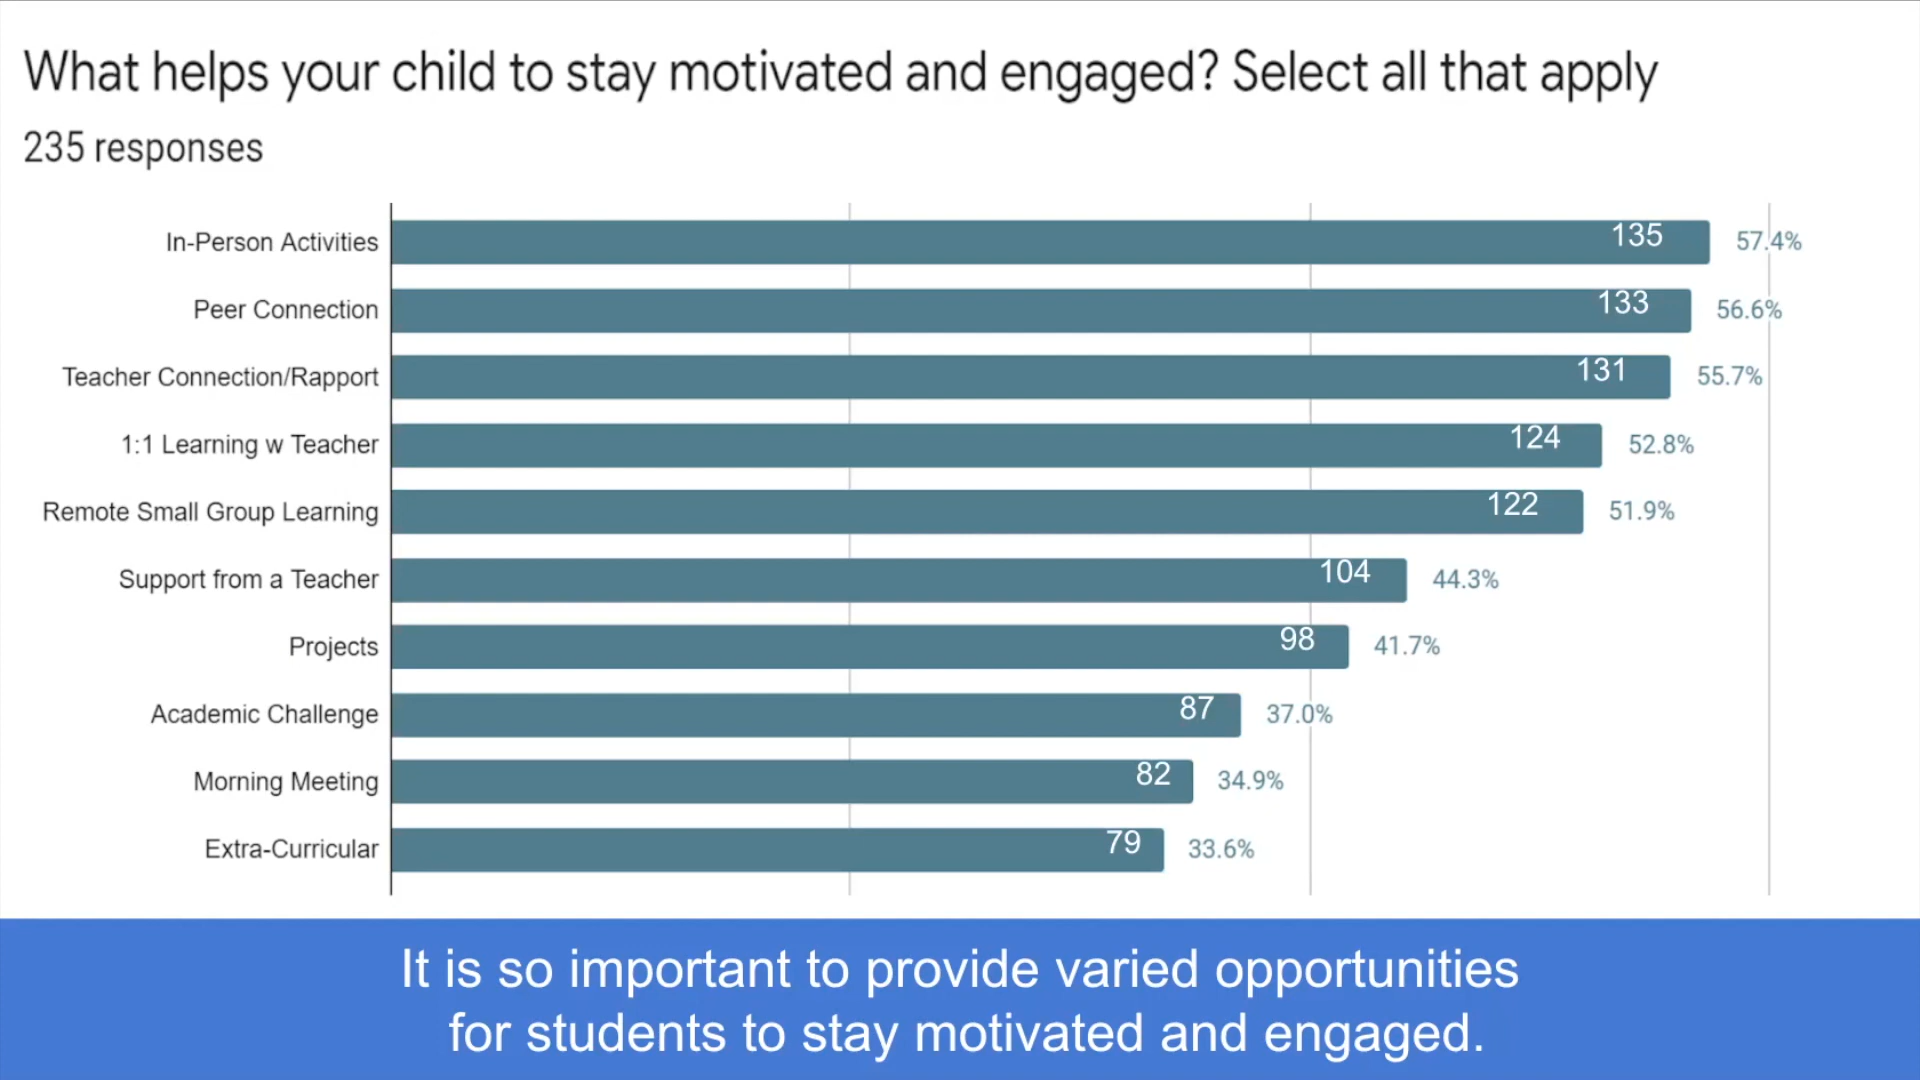 What helps your child to stay motivated and engaged? Select all that apply
235 responses
In-Person Activities 135 57.4%
Peer Connection 133 56.6%
Teacher Connection/Rapport 131 55.7%
1:1 Learning w Teacher 124 52.8%
Remote Small Group Learning 122 51.9%
Support from a Teacher 104 44.3%
Projects 98 41.7%
Academic Challenge 87 37.0%
Morning Meeting 82 34.9%
Extra-Curricular 79 33.6%
It is so important to provide varied opportunities
for students to stay motivated and engaged.